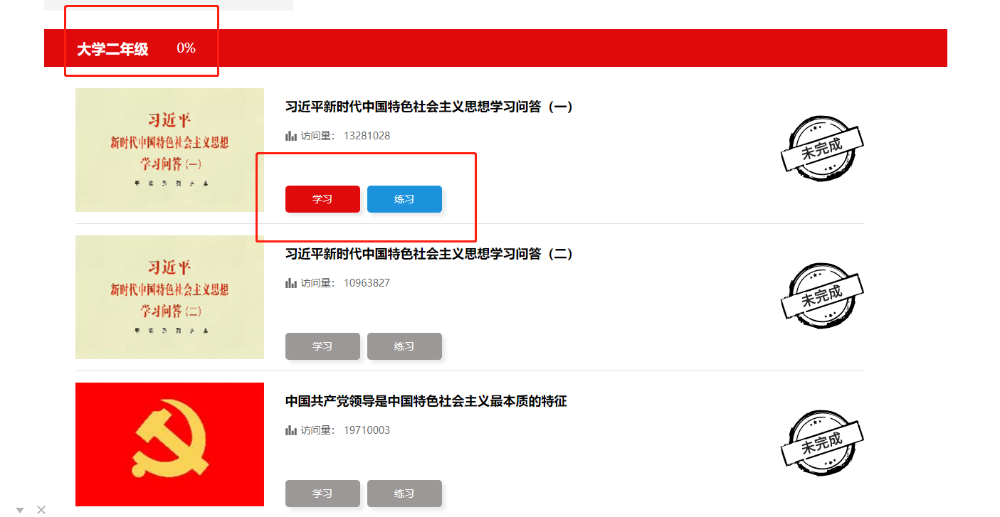 大学二年级 0%
习近平
新时代中国特色社会主义思想
学习问答（一）
习近平新时代中国特色社会主义思想学习问答（一）
访问量： 13281028
学习 练习
未完成
习近平
新时代中国特色社会主义思想
学习问答（二）
习近平新时代中国特色社会主义思想学习问答（二）
访问量： 10963827
学习 练习
未完成
中国共产党领导是中国特色社会主义最本质的特征
访问量： 19710003
学习 练习
未完成